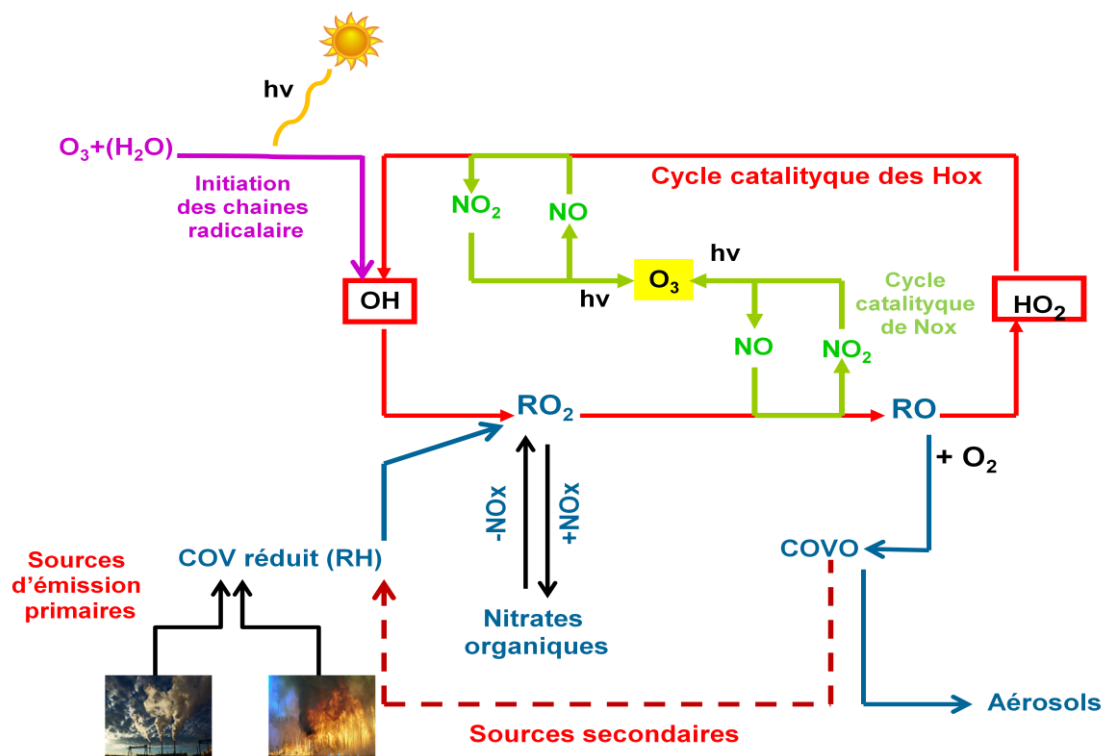 hv
O₃+(H₂O)
Initiation
des chaines
radicalaire
Cycle catalityque des Hox
NO₂
NO
hv
O₃
hv
Cycle
catalityque
de Nox
OH
HO₂
NO
NO₂
RO₂
RO
+ O₂
-NOx
+NOx
Sources
d’émission
primaires
COV réduit (RH)
COVO
Nitrates
organiques
Aérosols
Sources secondaires